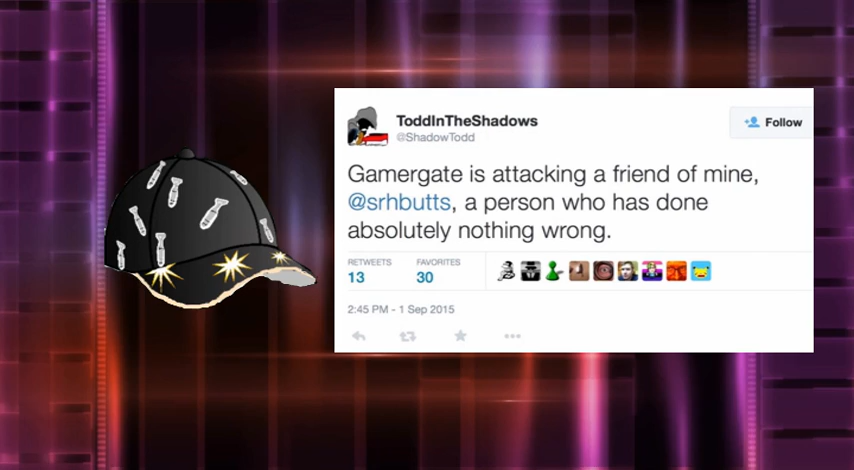 ToddInTheShadows
@ShadowTodd
Follow
Gamergate is attacking a friend of mine,
@srhbutts, a person who has done
absolutely nothing wrong.
RETWEETS FAVORITES
13 30
2:45 PM - 1 Sep 2015